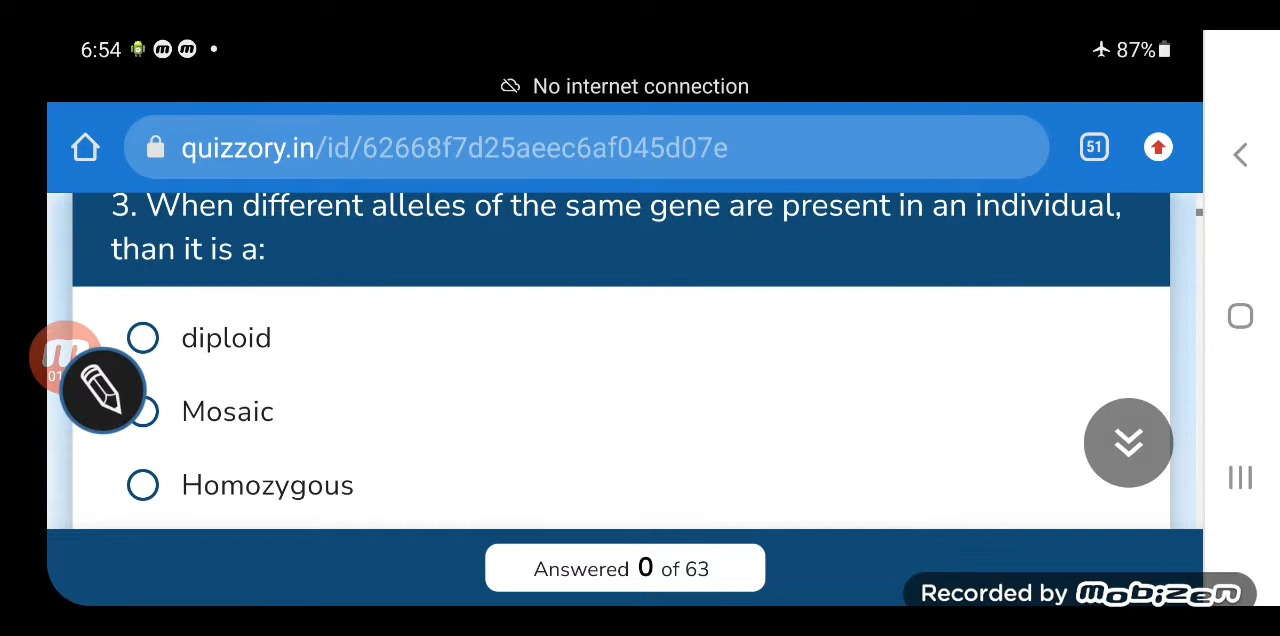 6:54
87%
No internet connection
quizzory.in/id/62668f7d25aeec6af045d07e
51
3. When different alleles of the same gene are present in an individual,
than it is a:
diploid
m
01
Mosaic
Homozygous
Answered 0 of 63
Recorded by mobizen